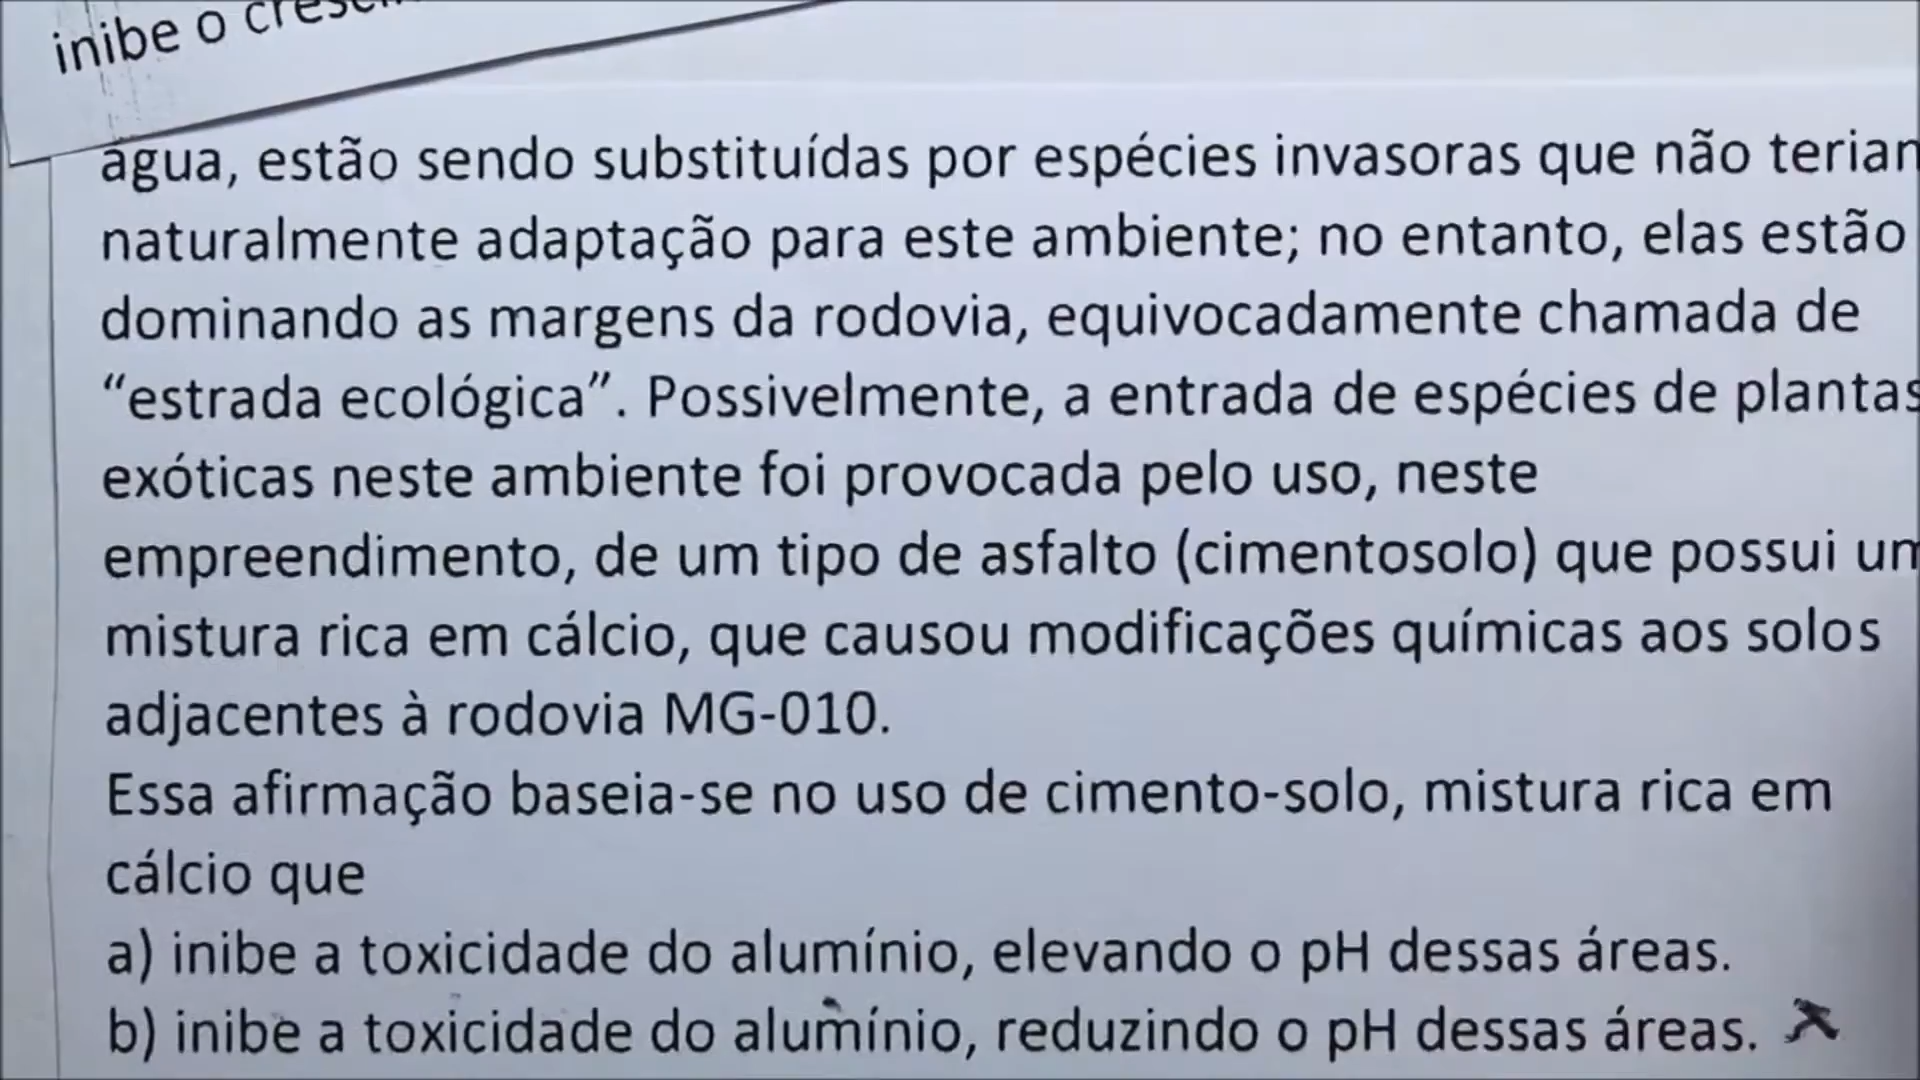 inibe o
água, estão sendo substituídas por espécies invasoras que não
naturalmente adaptação para este ambiente; no entanto, elas estão
dominando as margens da rodovia, equivocadamente chamada de
“estrada ecológica”. Possivelmente, a entrada de espécies de plantas
exóticas neste ambiente foi provocada pelo uso, neste
empreendimento, de um tipo de asfalto (cimentosolo) que possui
mistura rica em cálcio, que causou modificações químicas aos solos
adjacentes à rodovia MG-010.
Essa afirmação baseia-se no uso de cimento-solo, mistura rica em
cálcio que
a) inibe a toxicidade do alumínio, elevando o pH dessas áreas.
b) inibe a toxicidade do alumínio, reduzindo o pH dessas áreas.